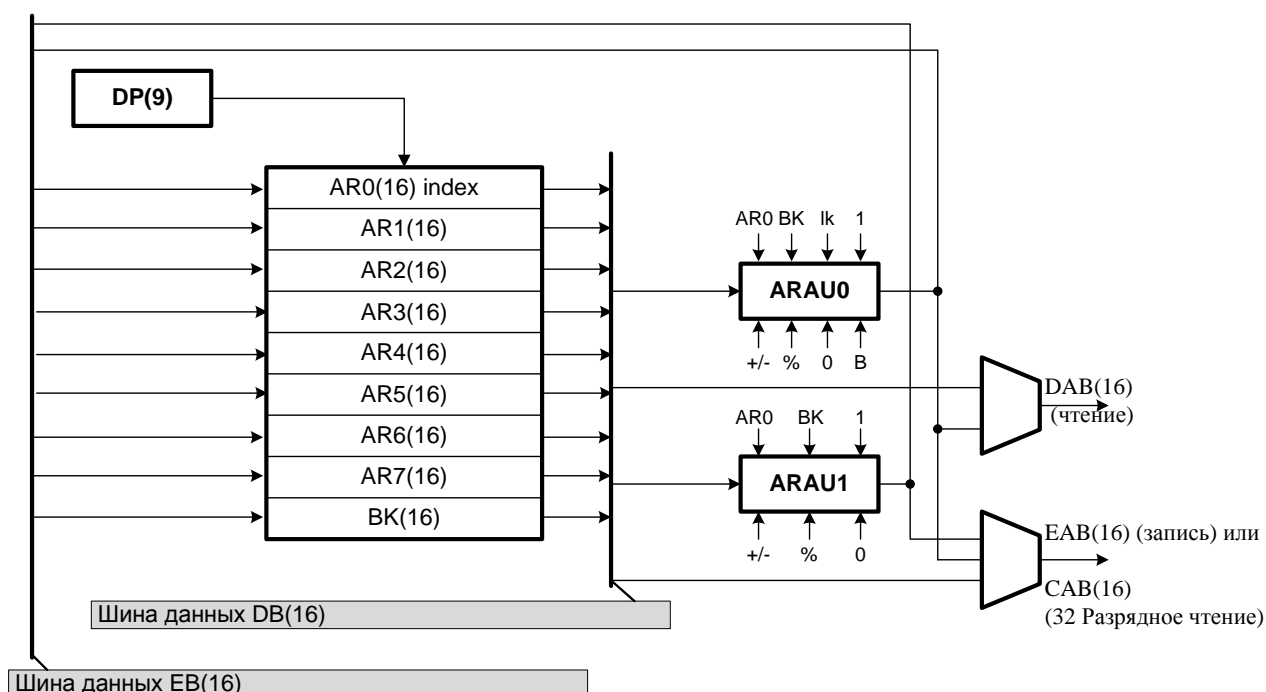 DP(9)
AR0(16) index
AR1(16)
AR2(16)
AR3(16)
AR4(16)
AR5(16)
AR6(16)
AR7(16)
BK(16)
AR0 BK lk 1
ARAU0
+/- % 0 B
AR0 BK 1
ARAU1
+/- % 0
DAB(16)
(чтение)
EAB(16) (запись) или
CAB(16)
(32 Разрядное чтение)
Шина данных DB(16)
Шина данных EB(16)